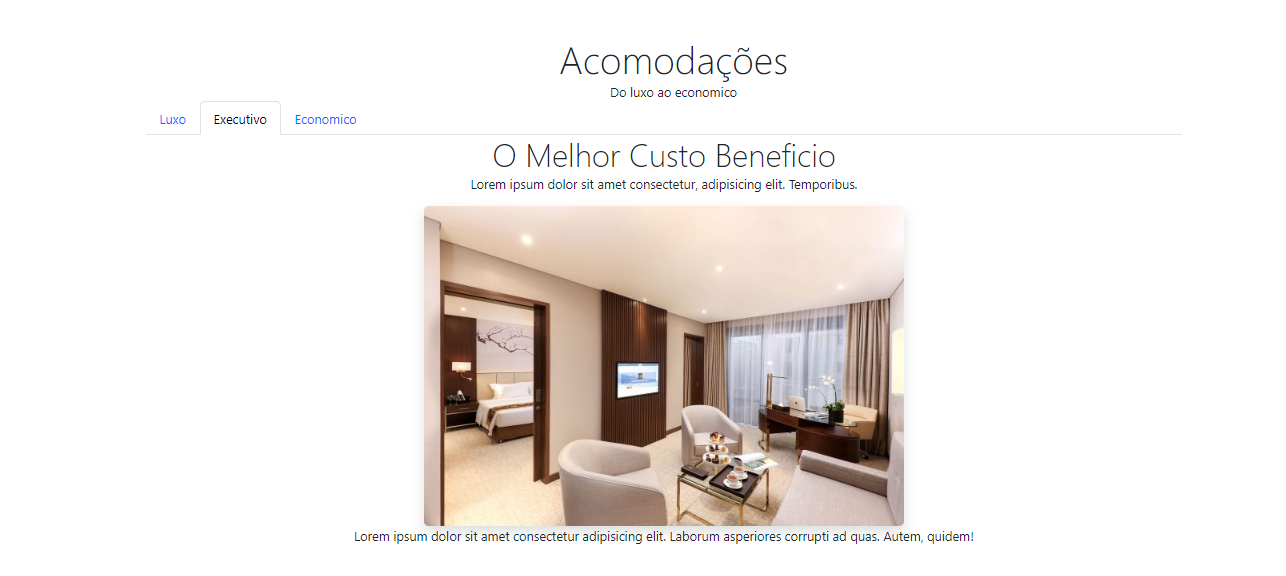 Acomodações
Do luxo ao economico
Luxo Executivo Economico
O Melhor Custo Beneficio
Lorem ipsum dolor sit amet consectetur, adipisicing elit. Temporibus.
Lorem ipsum dolor sit amet consectetur adipisicing elit. Laborum asperiores corrupti ad quas. Autem, quidem!